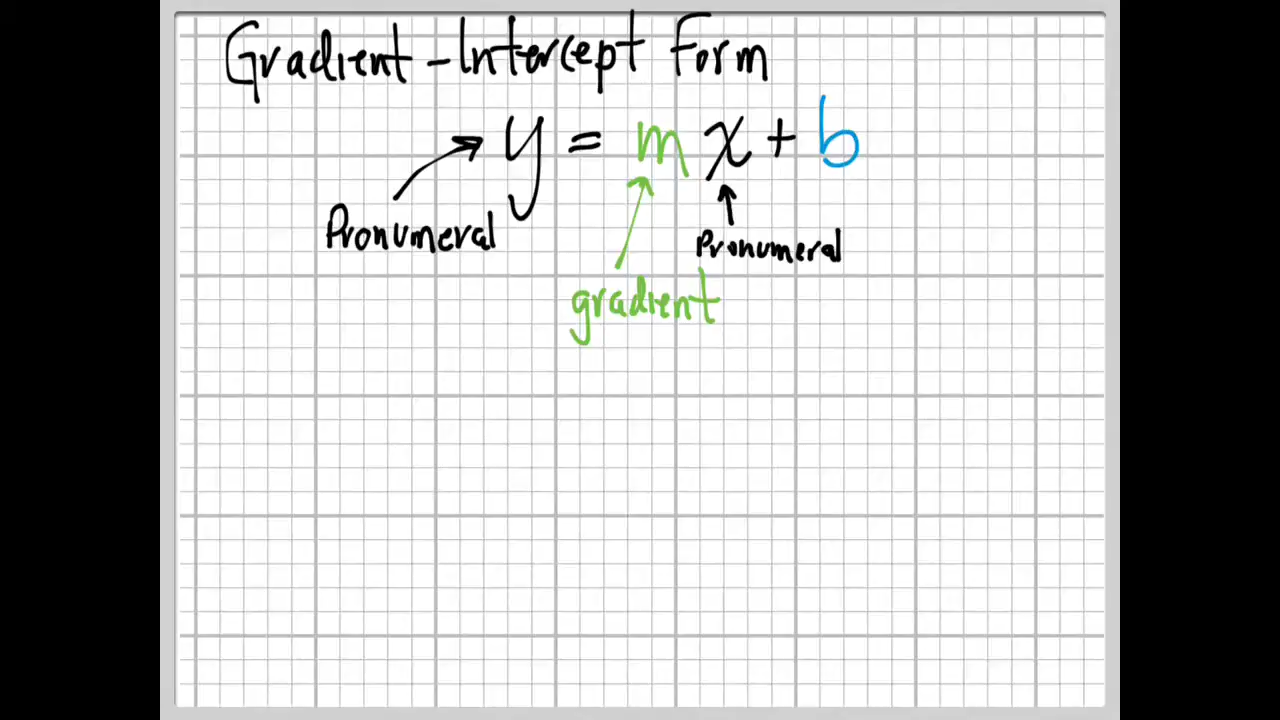 Gradient-Intercept Form
y = mx + b
Pronumeral
Pronumeral
gradient